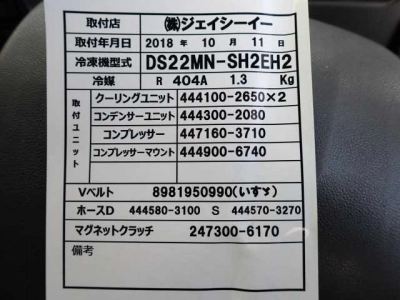 取付店 ㈱ジェイシーイー
取付年月日 2018 年 10 月 11 日
冷凍機型式 DS22MN-SH2EH2
冷媒 R 404A 1.3 Kg
取付ユニット
クーリングユニット 444100-2650×2
コンデンサーユニット 444300-2080
コンプレッサー 447160-3710
コンプレッサーマウント 444900-6740
Vベルト 8981950990(いすゞ)
ホースD 444580-3100 S 444570-3270
マグネットクラッチ 247300-6170
備考